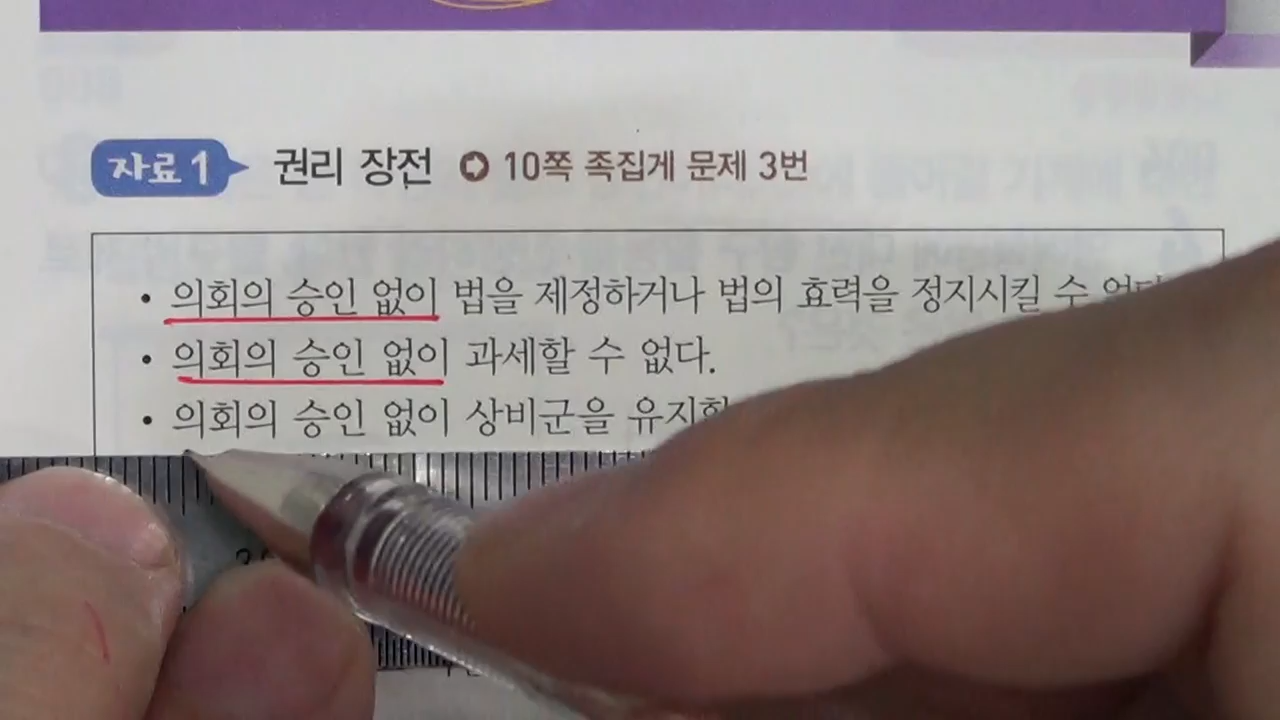 자료 1 권리 장전 10쪽 족집게 문제 3번
• 의회의 승인 없이 법을 제정하거나 법의 효력을 정지시킬 수
• 의회의 승인 없이 과세할 수 없다.
• 의회의 승인 없이 상비군을